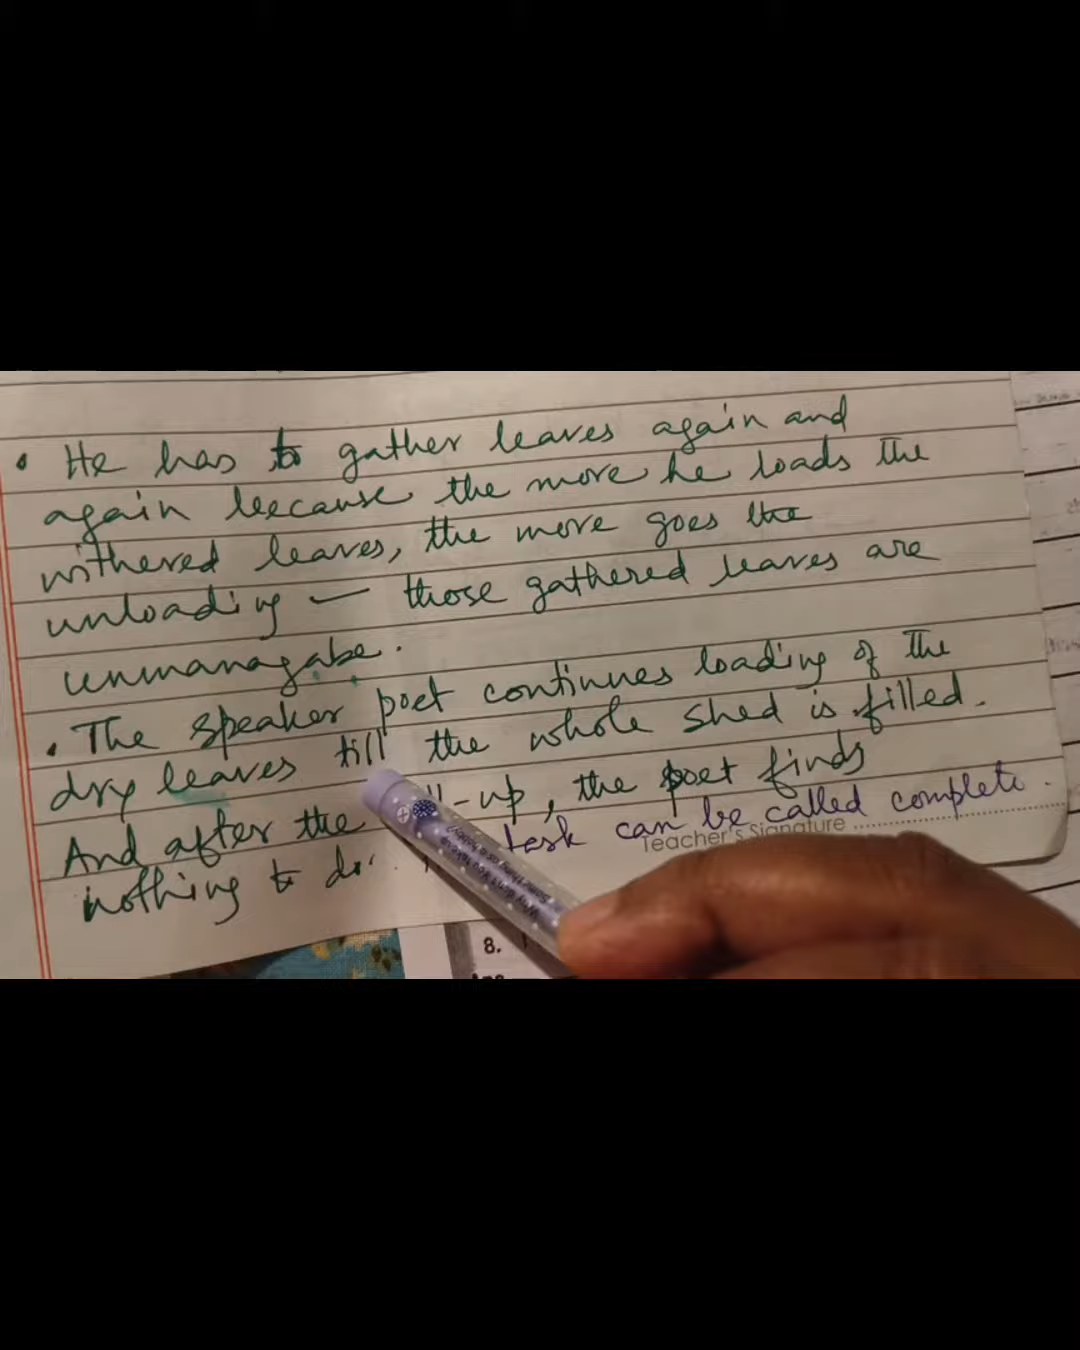 • He has to gather leaves again and
again because the more he loads the
withered leaves, the more goes the
unloading — those gathered leaves are
unmanagabe.
• The speaker poet continues loading of the
dry leaves till the whole shed is filled.
And after the ll-up, the poet finds
nothing to do. task can be called complete.
Teacher's Signature
8.